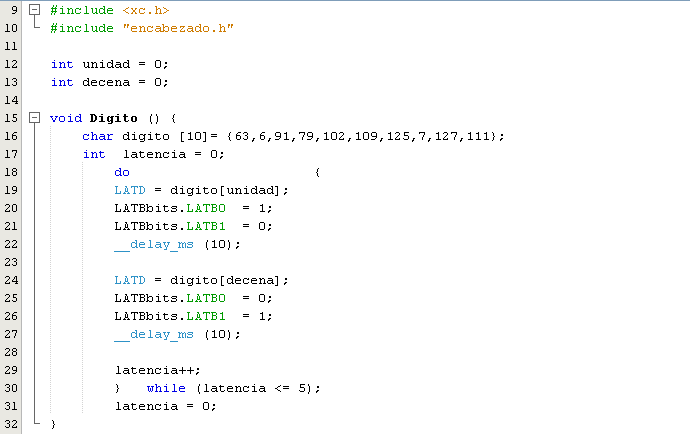 9 #include <xc.h>
10 #include "encabezado.h"
11
12 int unidad = 0;
13 int decena = 0;
14
15 void Digito () {
16 char digito [10]= {63,6,91,79,102,109,125,7,127,111};
17 int  latencia = 0;
18 do                       {
19 LATD = digito[unidad];
20 LATBbits.LATB0  = 1;
21 LATBbits.LATB1  = 0;
22 __delay_ms (10);
23
24 LATD = digito[decena];
25 LATBbits.LATB0  = 0;
26 LATBbits.LATB1  = 1;
27 __delay_ms (10);
28
29 latencia++;
30 }   while (latencia <= 5);
31 latencia = 0;
32 }